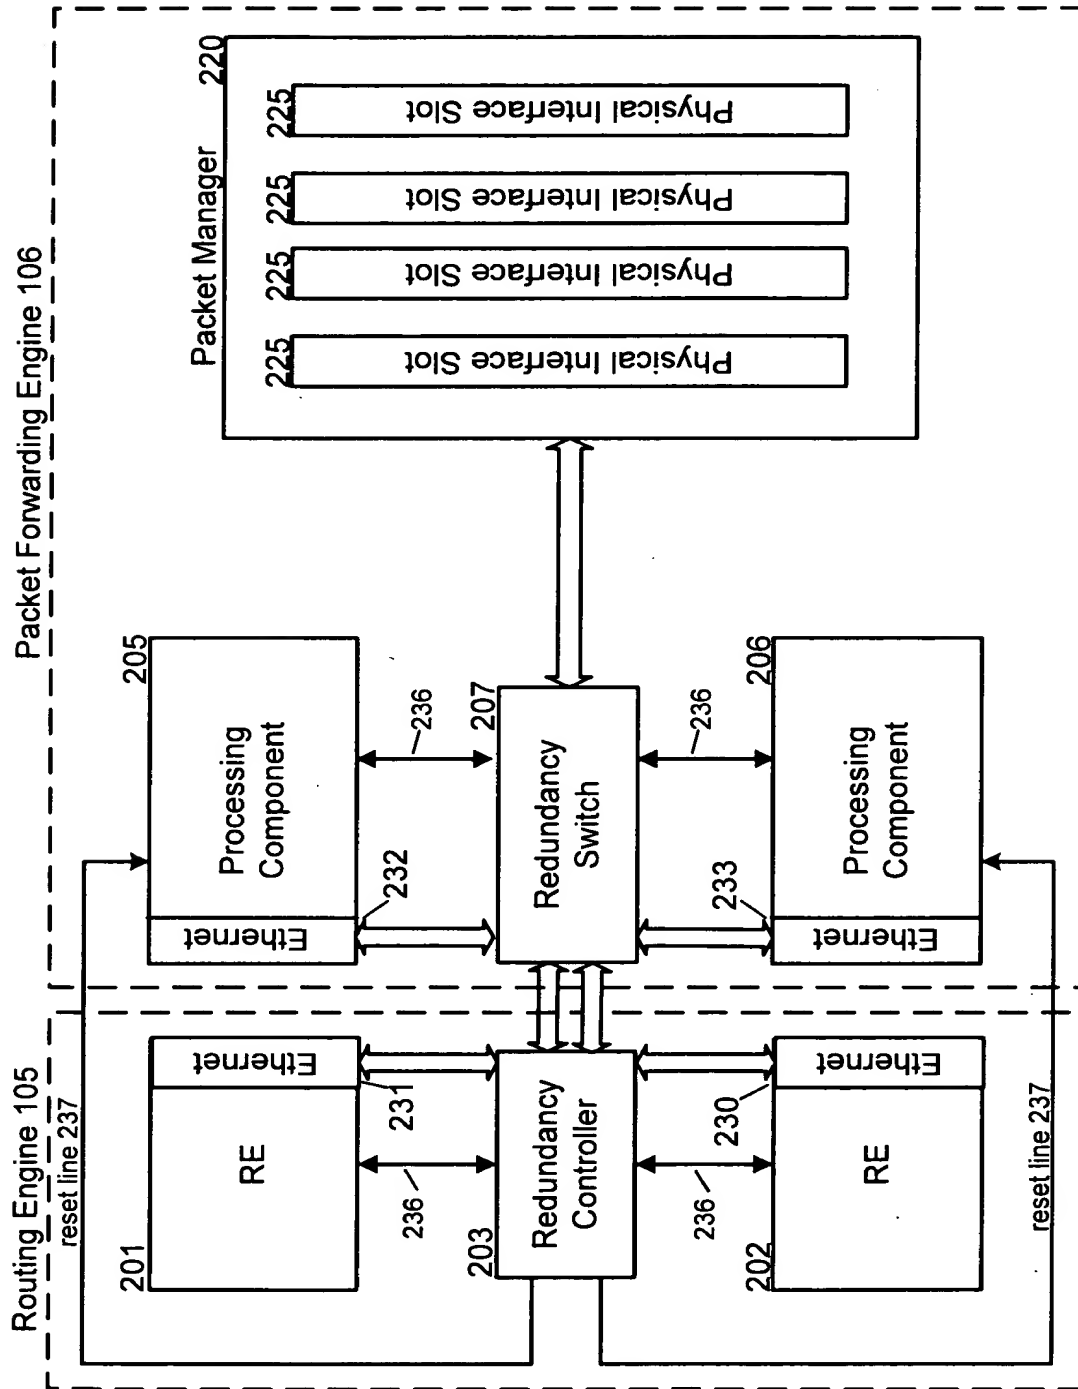 Routing Engine 105
Packet Forwarding Engine 106
reset line 237
201
RE
Ethernet
231
236
203
Redundancy
Controller
236
230
202
RE
Ethernet
reset line 237
205
Processing
Component
Ethernet
232
236
207
Redundancy
Switch
236
233
206
Processing
Component
Ethernet
Packet Manager
220
225
Physical Interface Slot
225
Physical Interface Slot
225
Physical Interface Slot
225
Physical Interface Slot